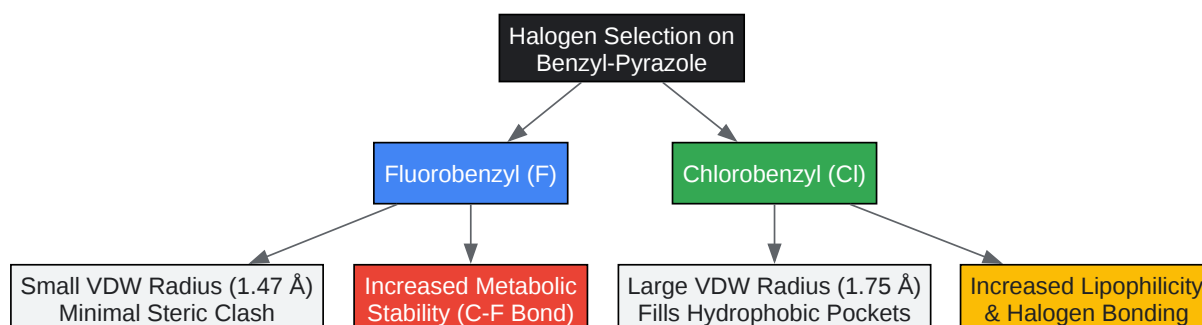 Halogen Selection on
Benzyl-Pyrazole
Fluorobenzyl (F)
Chlorobenzyl (Cl)
Small VDW Radius (1.47 Å)
Minimal Steric Clash
Increased Metabolic
Stability (C-F Bond)
Large VDW Radius (1.75 Å)
Fills Hydrophobic Pockets
Increased Lipophilicity
& Halogen Bonding